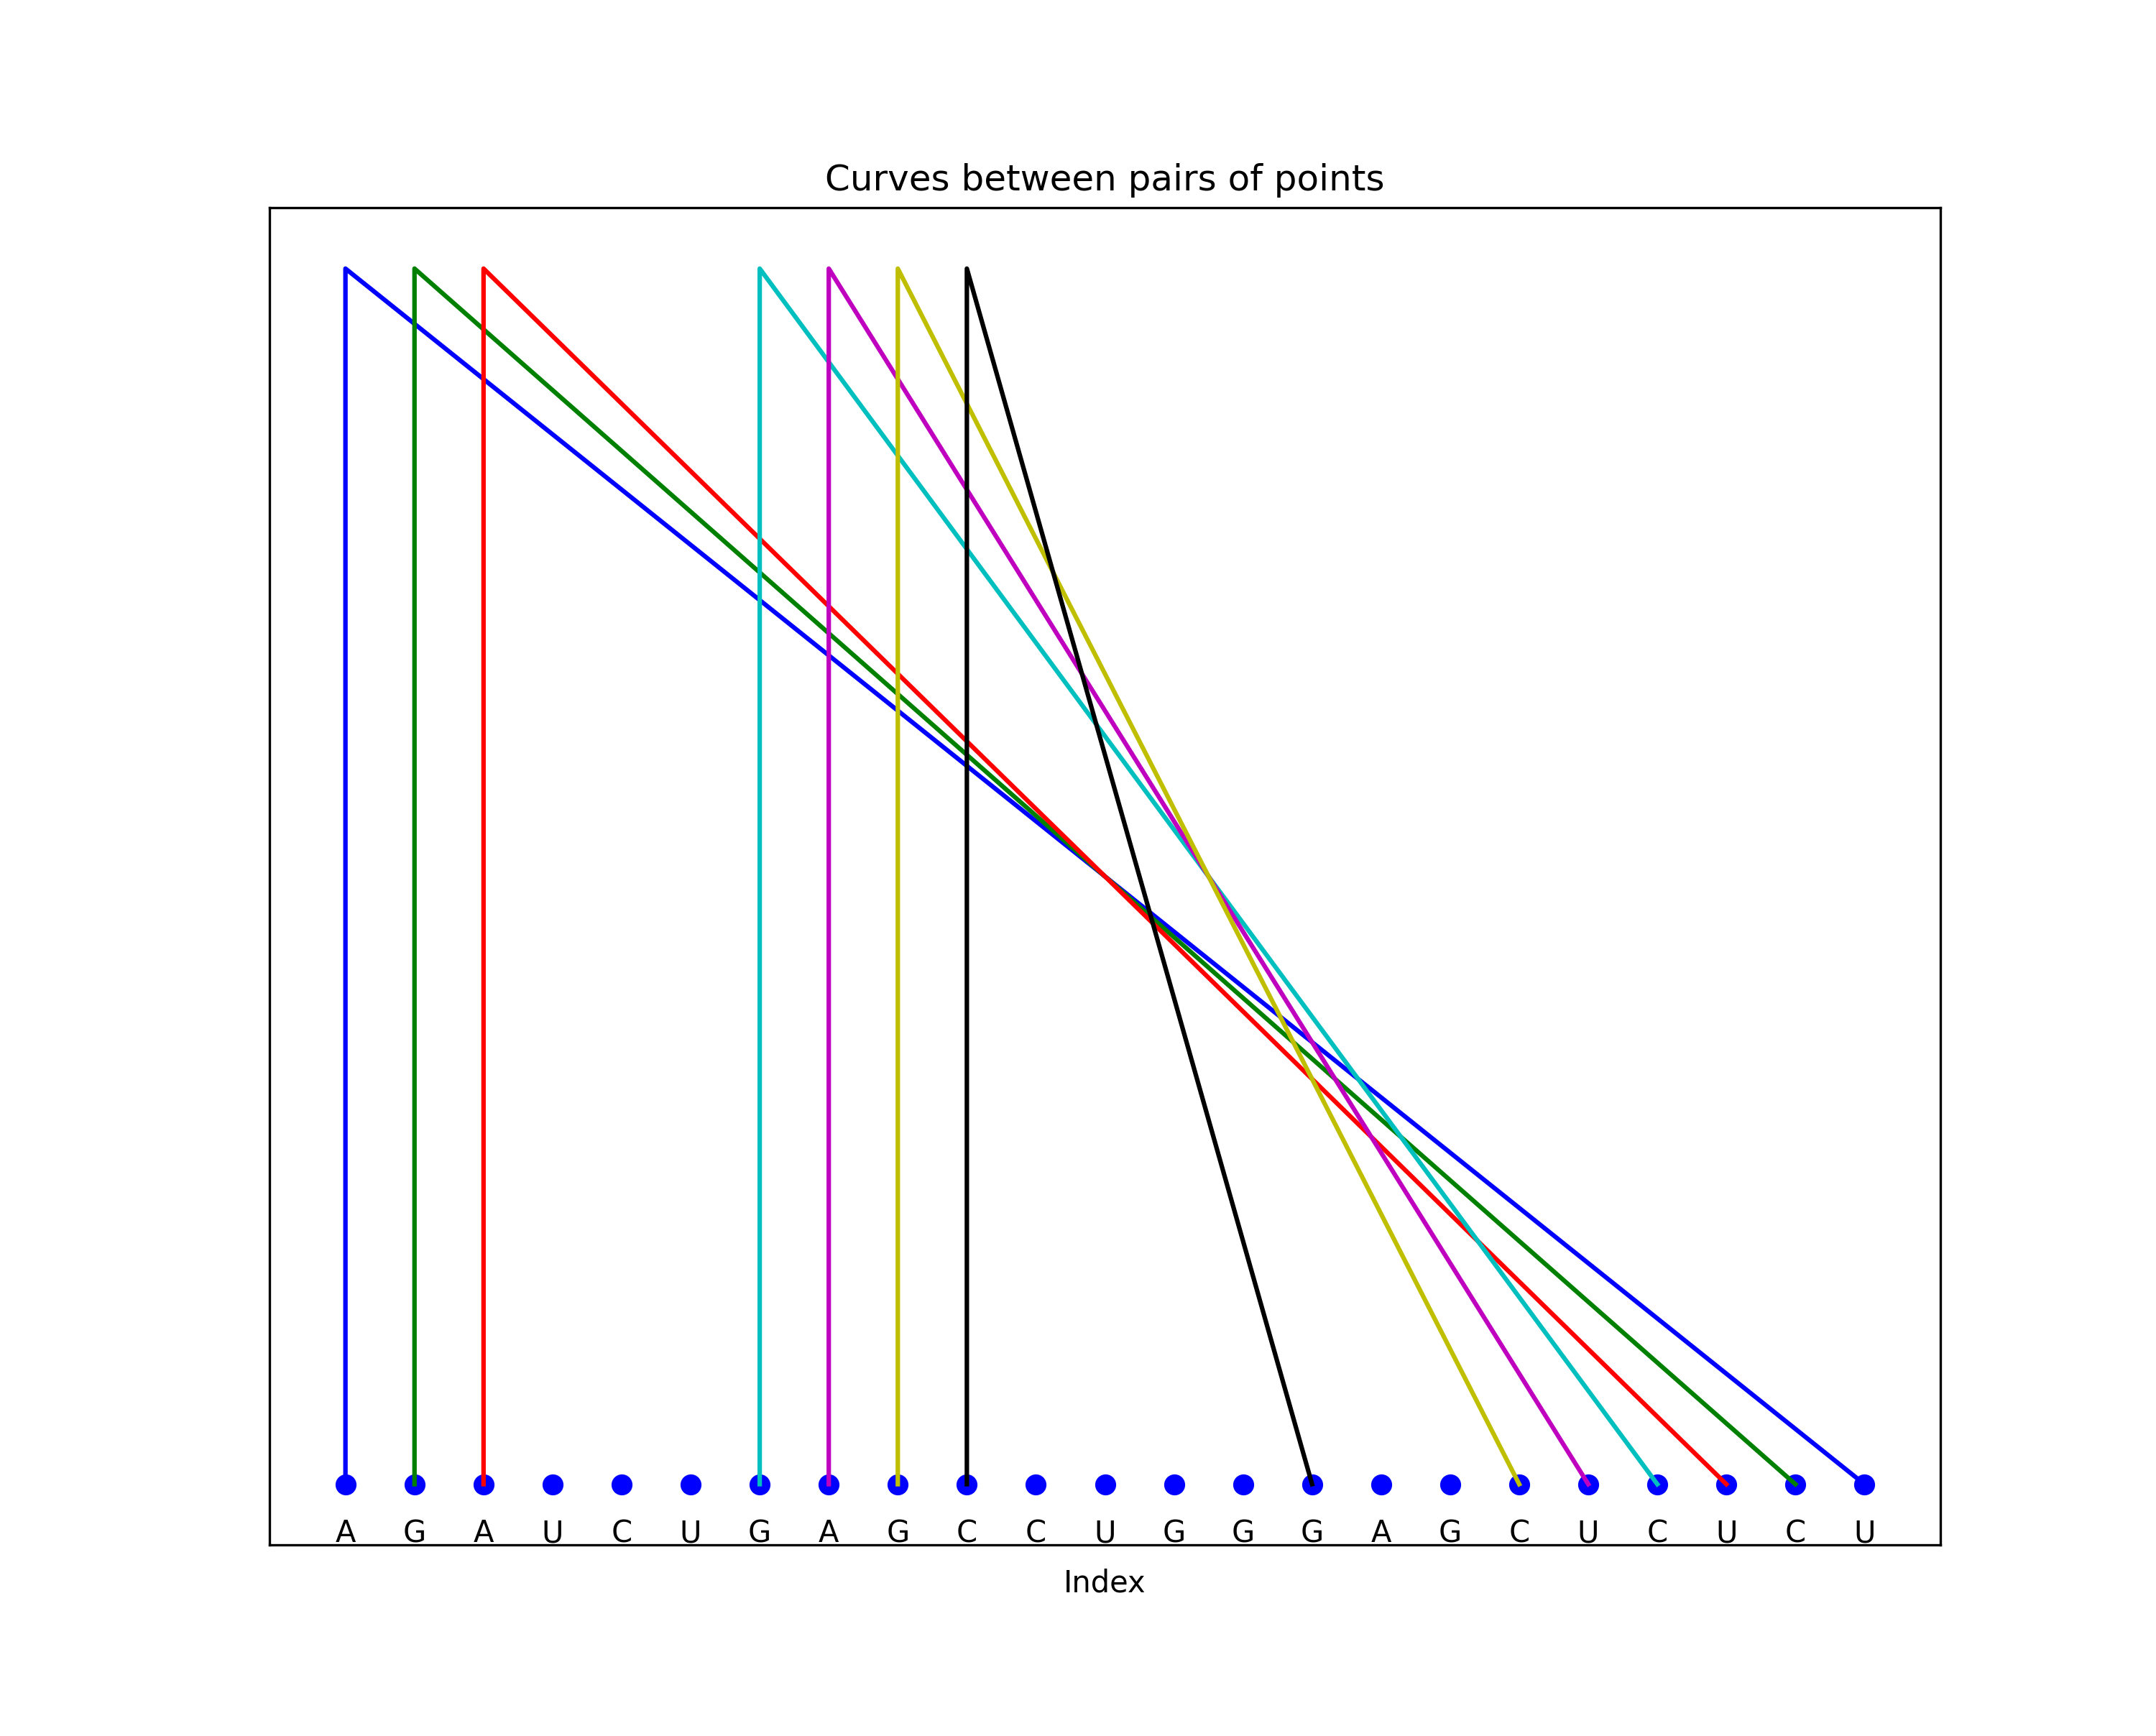 Curves between pairs of points
A G A U C U G A G C C U G G G A G C U C U C U
Index